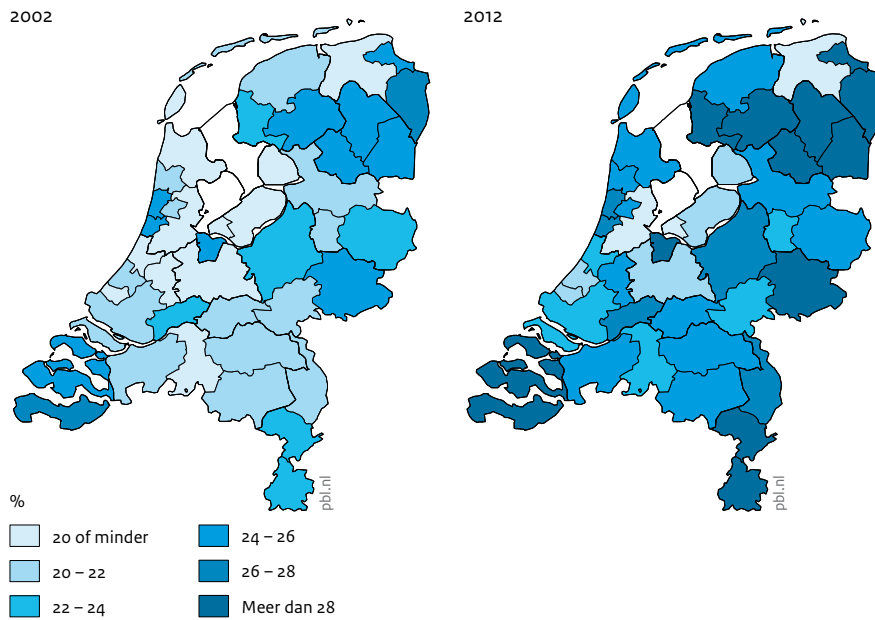 2002
2012
pbl.nl
pbl.nl
%
20 of minder
20 – 22
22 – 24
24 – 26
26 – 28
Meer dan 28